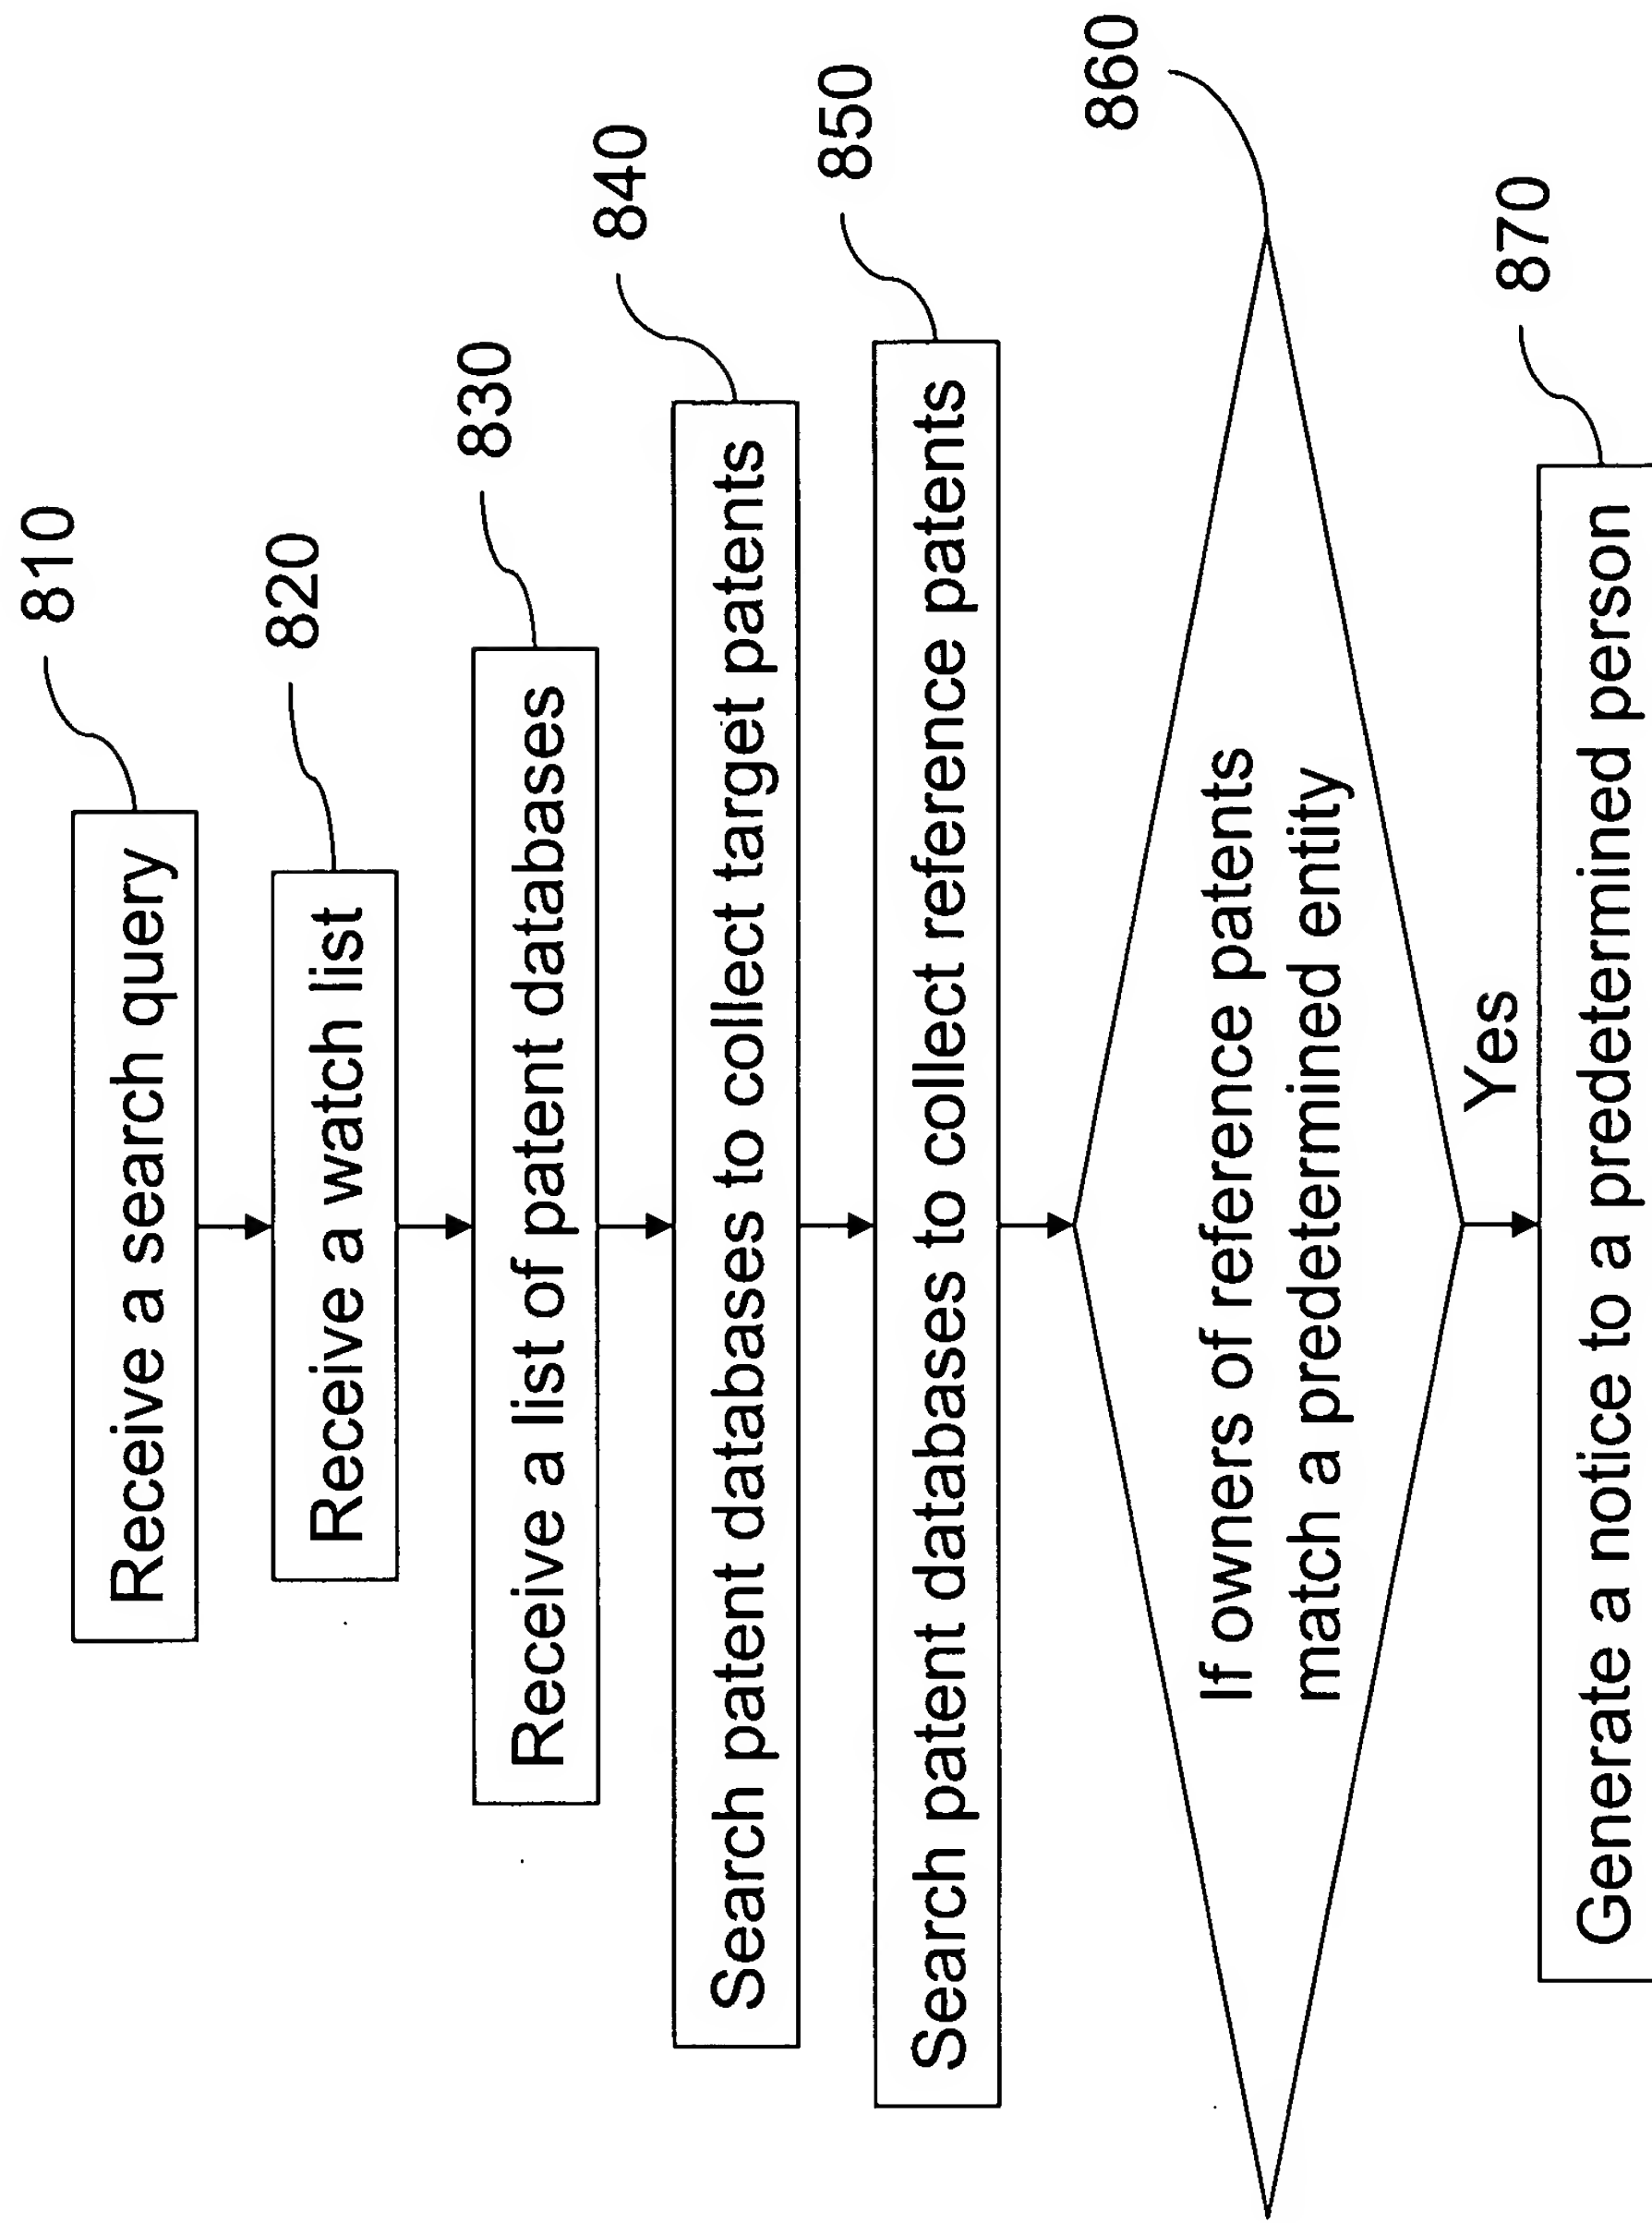 810
Receive a search query
820
Receive a watch list
830
Receive a list of patent databases
840
Search patent databases to collect target patents
850
Search patent databases to collect reference patents
860
If owners of reference patents
match a predetermined entity
Yes
870
Generate a notice to a predetermined person